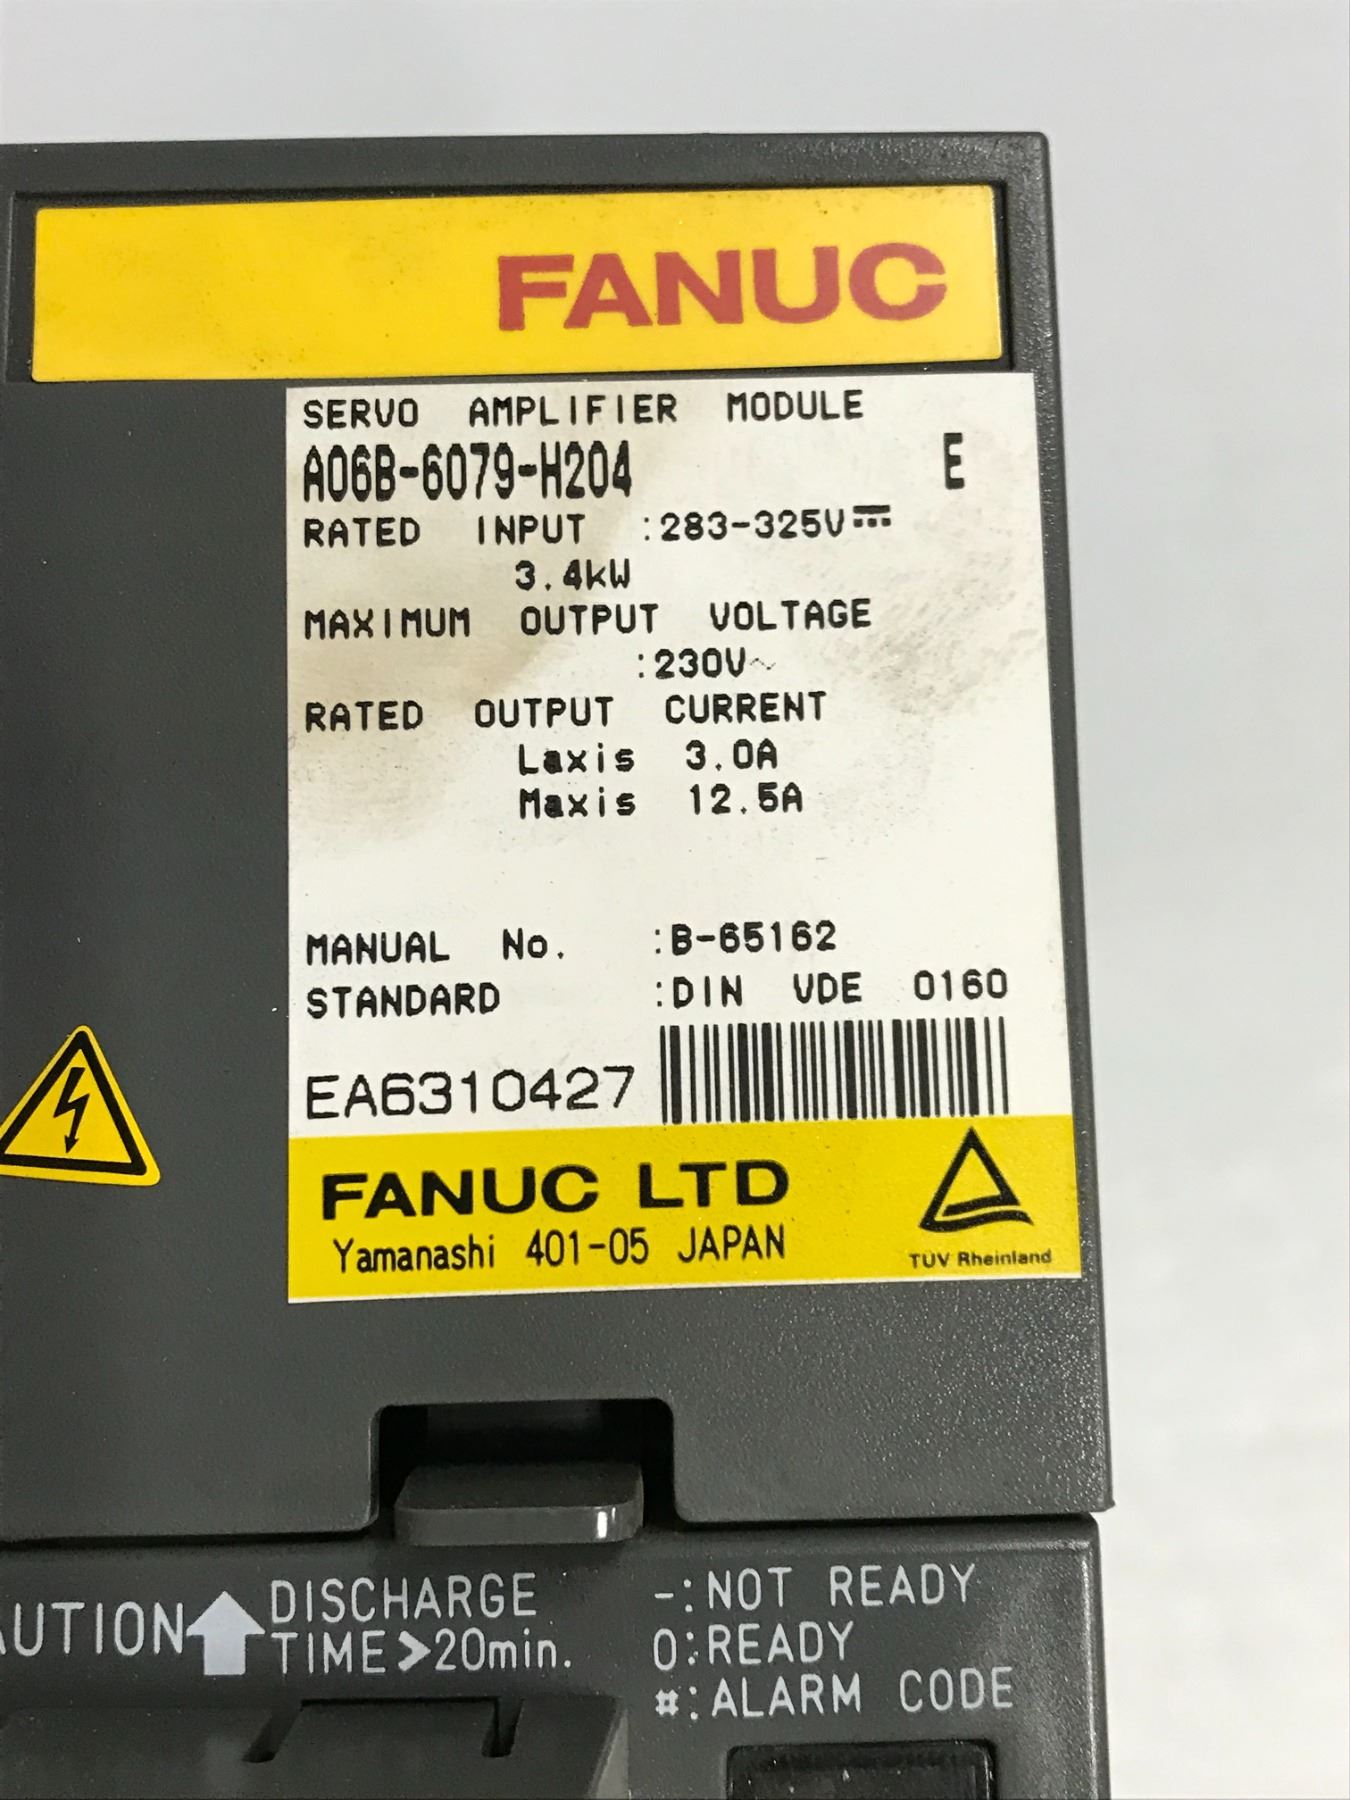 FANUC
SERVO AMPLIFIER MODULE
A06B-6079-H204 E
RATED INPUT :283-325V⎓
3.4kW
MAXIMUM OUTPUT VOLTAGE
:230V~
RATED OUTPUT CURRENT
Laxis 3.0A
Maxis 12.5A
MANUAL No. :B-65162
STANDARD :DIN VDE 0160
EA6310427
FANUC LTD
Yamanashi 401-05 JAPAN
TÜV Rheinland
AUTION DISCHARGE
TIME>20min.
-:NOT READY
0:READY
#:ALARM CODE